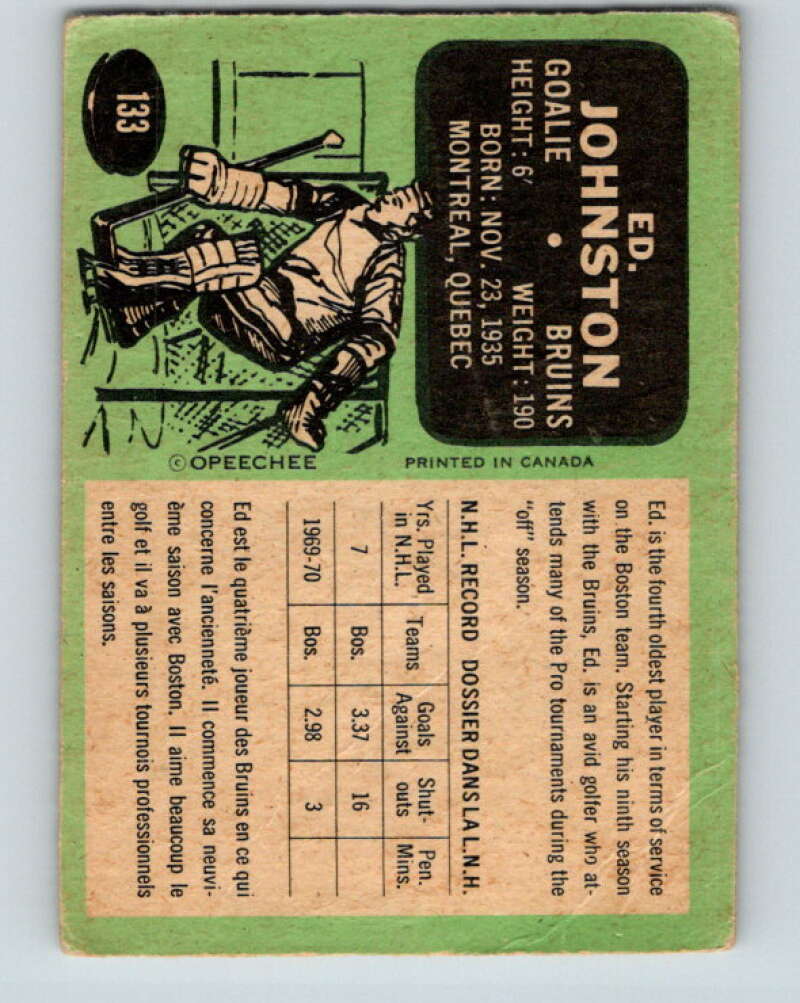 133
ED.
JOHNSTON
GOALIE • BRUINS
HEIGHT: 6' WEIGHT: 190
BORN: NOV. 23, 1935
MONTREAL, QUEBEC
© OPEECHEE
PRINTED IN CANADA
Ed. is the fourth oldest player in terms of service
on the Boston team. Starting his ninth season
with the Bruins, Ed. is an avid golfer who at-
tends many of the Pro tournaments during the
"off" season.
N.H.L. RECORD DOSSIER DANS LA L.N.H.
Yrs. Played Teams Goals Shut- Pen.
in N.H.L. Against outs Mins.
7 Bos. 3.37 16
1969-70 Bos. 2.98 3
Ed est le quatrième joueur des Bruins en ce qui
concerne l'ancienneté. Il commence sa neuvi-
ème saison avec Boston. Il aime beaucoup le
golf et il va à plusieurs tournois professionnels
entre les saisons.